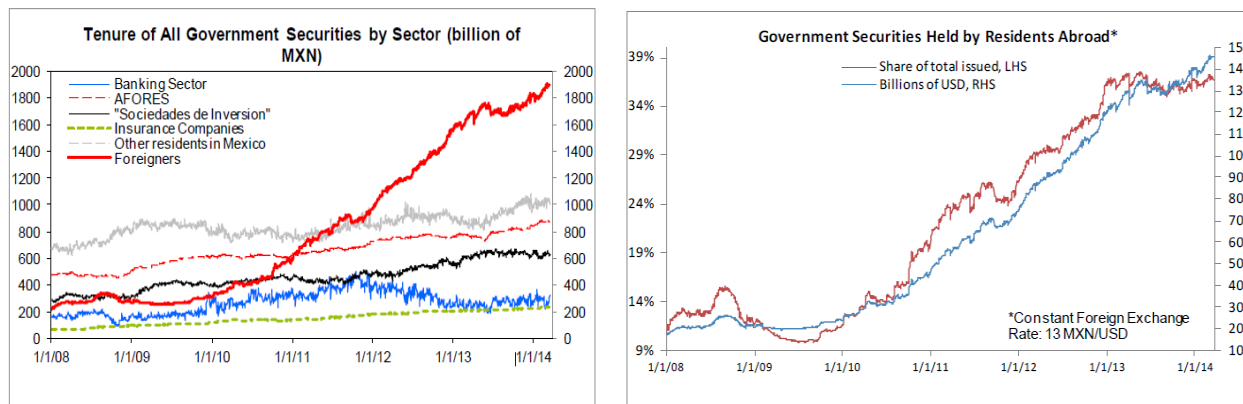 Tenure of All Government Securities by Sector (billion of
MXN)
2000
1800
1600
1400
1200
1000
800
600
400
200
0
Banking Sector
AFORES
"Sociedades de Inversion"
Insurance Companies
Other residents in Mexico
Foreigners
2000
1800
1600
1400
1200
1000
800
600
400
200
0
1/1/08 1/1/09 1/1/10 1/1/11 1/1/12 1/1/13 1/1/14
Government Securities Held by Residents Abroad*
39%
34%
29%
24%
19%
14%
9%
Share of total issued, LHS
Billions of USD, RHS
15
14
13
12
11
10
90
80
70
60
50
40
30
20
10
*Constant Foreign Exchange
Rate: 13 MXN/USD
1/1/08 1/1/09 1/1/10 1/1/11 1/1/12 1/1/13 1/1/14